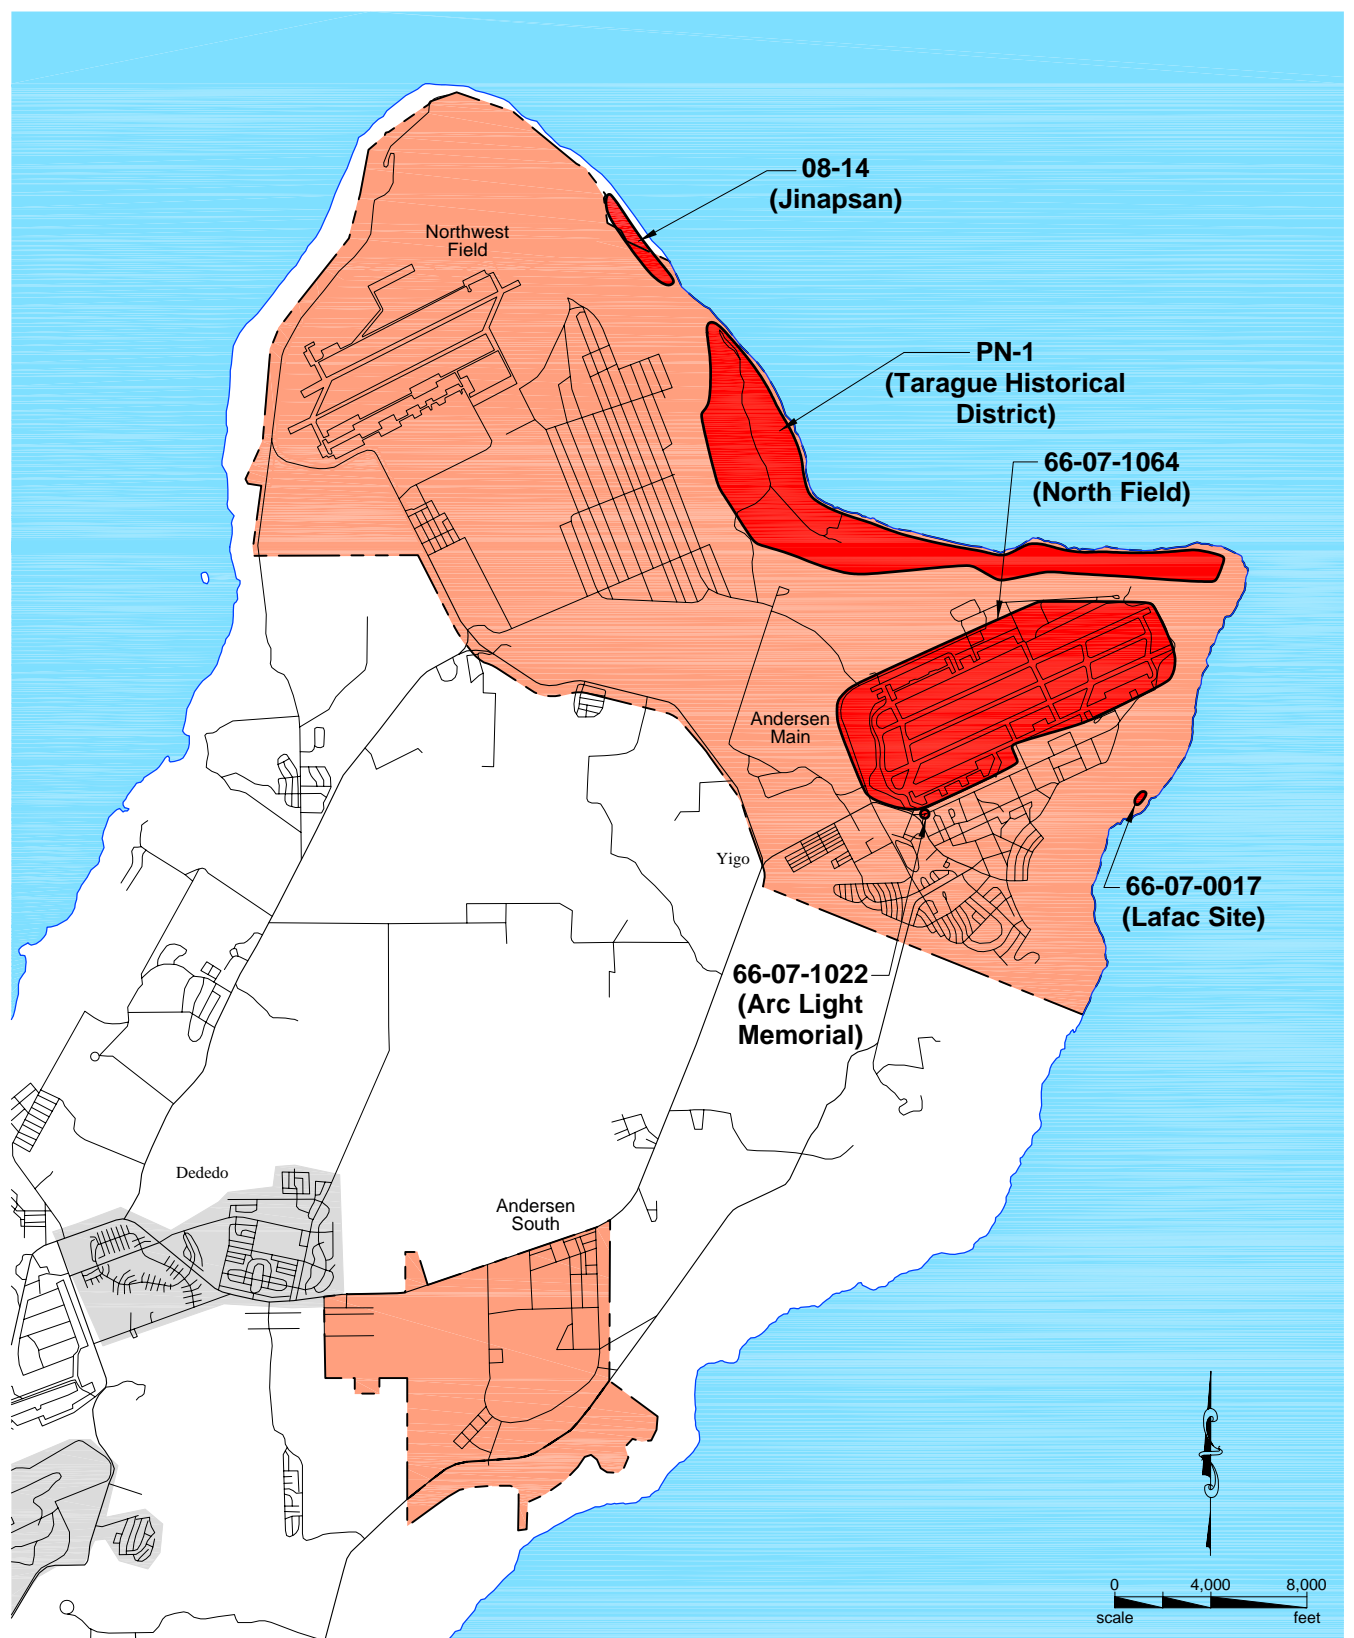 08-14
(Jinapsan)
Northwest
Field
PN-1
(Tarague Historical
District)
66-07-1064
(North Field)
Andersen
Main
Yigo
66-07-0017
(Lafac Site)
66-07-1022
(Arc Light
Memorial)
Dededo
Andersen
South
0 4,000 8,000
scale feet